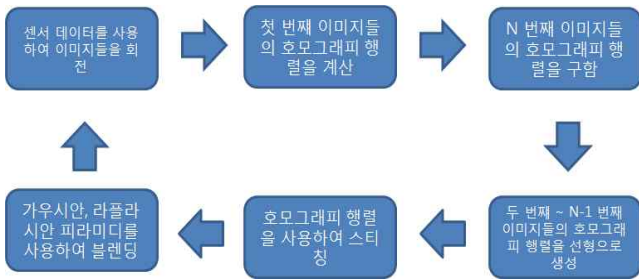 센서 데이터를 사용
하여 이미지들을 회
전
첫 번째 이미지들
의 호모그래피 행
렬을 계산
N 번째 이미지들
의 호모그래피 행
렬을 구함
두 번째 ~ N-1 번째
이미지들의 호모그래
피 행렬을 선형으로
생성
호모그래피 행렬
을 사용하여 스티
칭
가우시안, 라플라
시안 피라미디를
사용하여 블렌딩